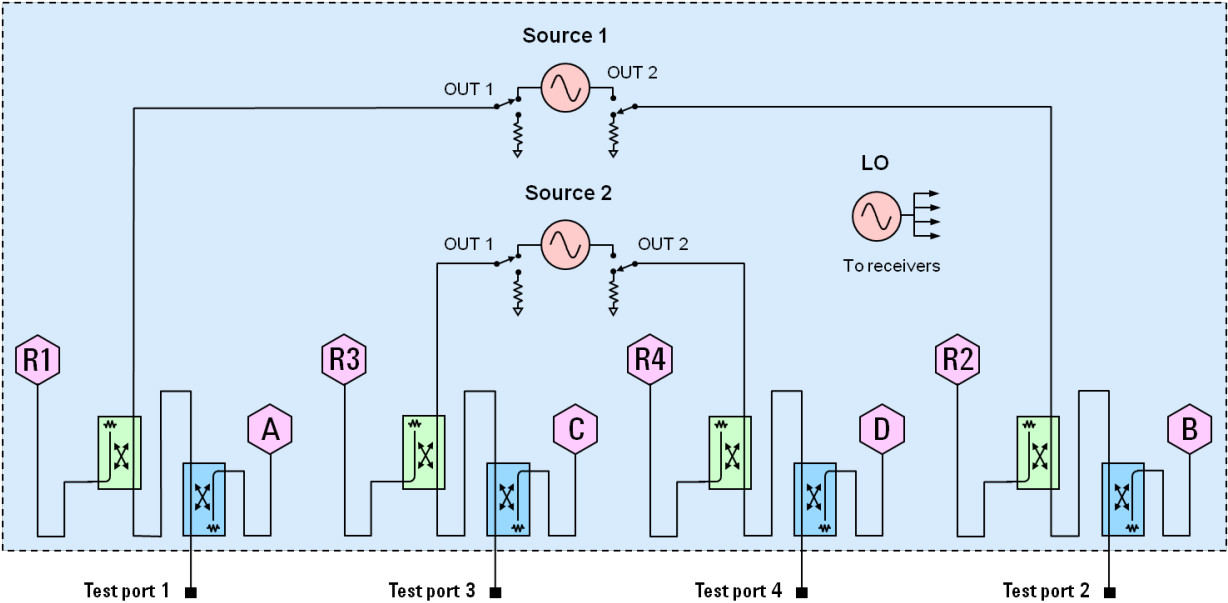 Source 1
OUT 1
OUT 2
LO
Source 2
OUT 1
OUT 2
To receivers
R1
R3
R4
R2
A
C
D
B
Test port 1
Test port 3
Test port 4
Test port 2